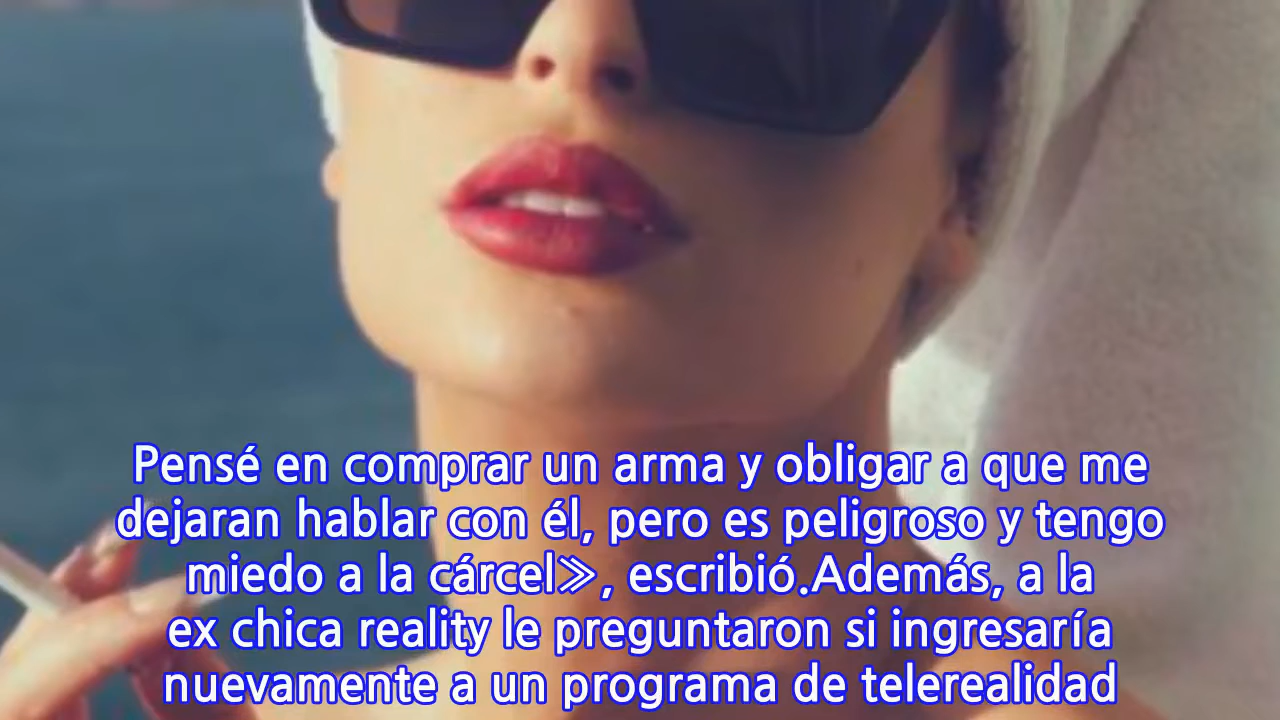 Pensé en comprar un arma y obligar a que me
dejaran hablar con él, pero es peligroso y tengo
miedo a la cárcel≫, escribió.Además, a la
ex chica reality le preguntaron si ingresaría
nuevamente a un programa de telerealidad